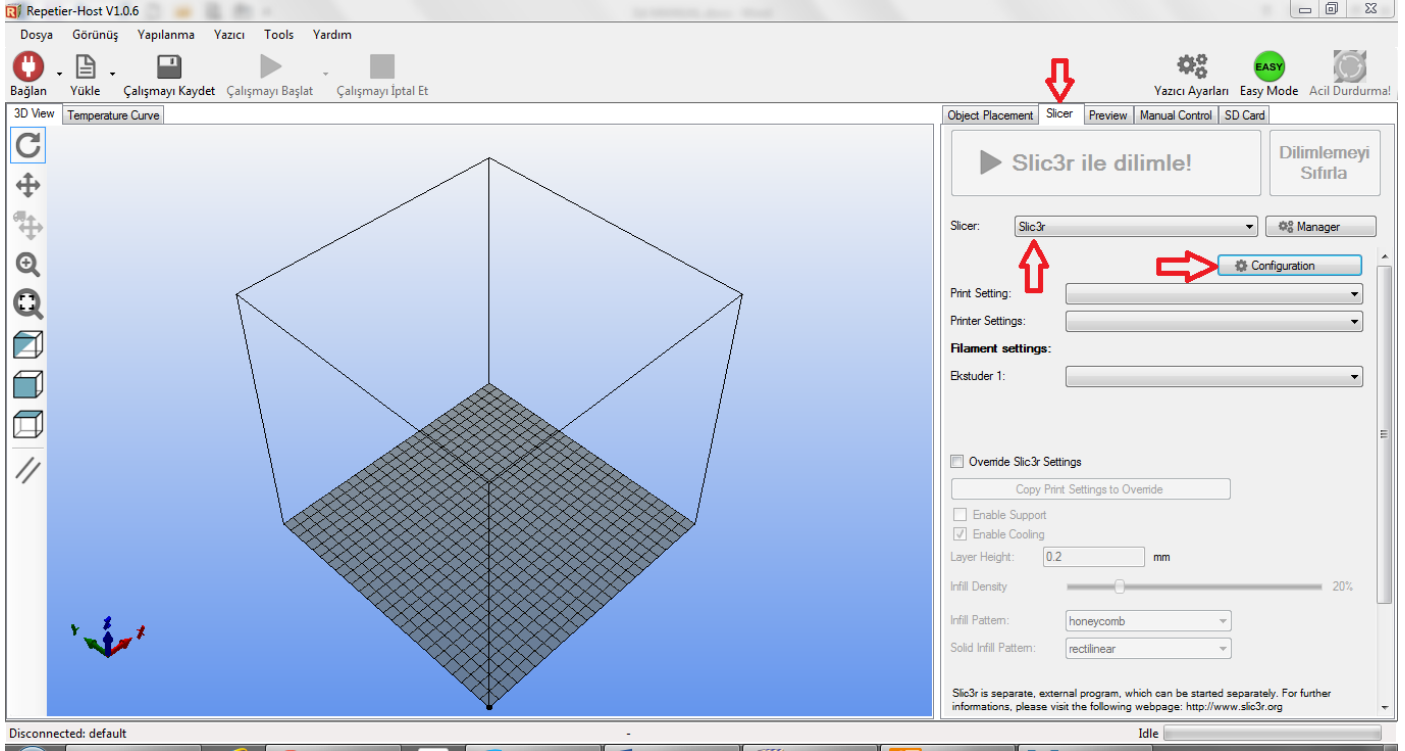 Repetier-Host V1.0.6
Dosya Görünüş Yapılanma Yazıcı Tools Yardım
EASY
Bağlan Yükle Çalışmayı Kaydet Çalışmayı Başlat Çalışmayı İptal Et Yazıcı Ayarları Easy Mode Acil Durdurma!
3D View Temperature Curve
Object Placement Slicer Preview Manual Control SD Card
Slic3r ile dilimle!
Dilimlemeyi
Sıfırla
Slicer: Slic3r Manager
Configuration
Print Setting:
Printer Settings:
Filament settings:
Ekstuder 1:
Override Slic3r Settings
Copy Print Settings to Override
Enable Support
Enable Cooling
Layer Height: 0.2 mm
Infill Density 20%
Infill Pattern: honeycomb
Solid Infill Pattern: rectilinear
Slic3r is separate, external program, which can be started separately. For further
informations, please visit the following webpage: http://www.slic3r.org
Y Z X
Disconnected: default - Idle